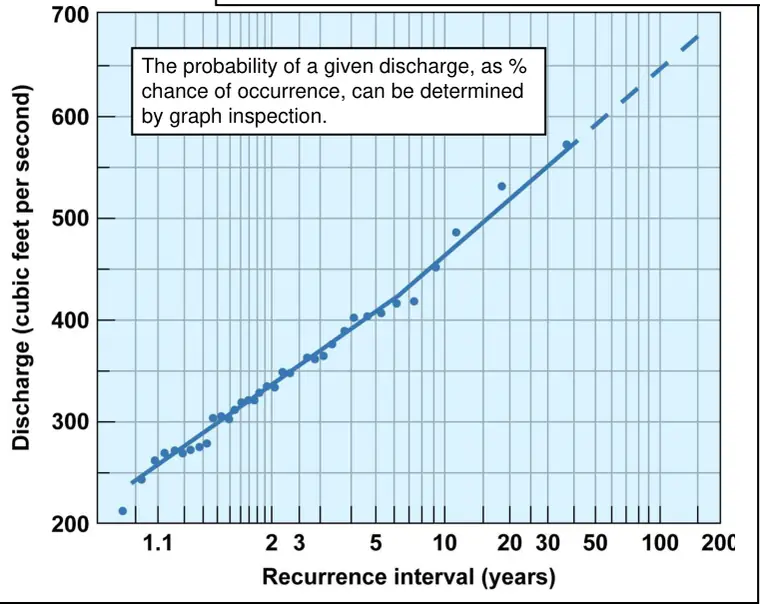 700
The probability of a given discharge, as %
chance of occurrence, can be determined
by graph inspection.
600
500
400
300
200
Discharge (cubic feet per second)
1.1 2 3 5 10 20 30 50 100 200
Recurrence interval (years)